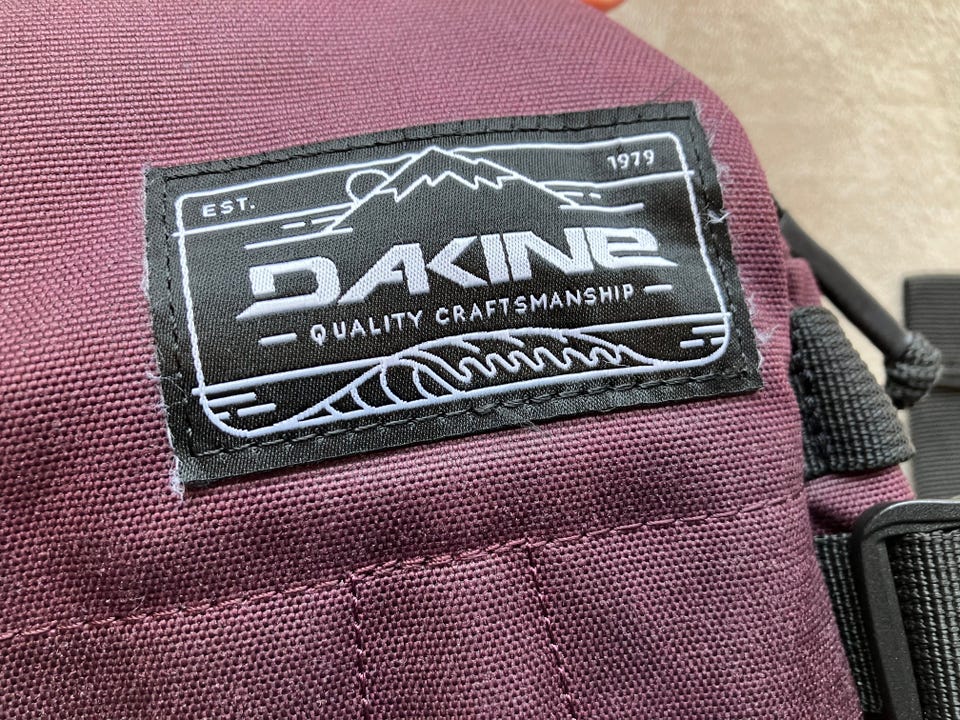 EST. 1979
DAKINE
— QUALITY CRAFTSMANSHIP —